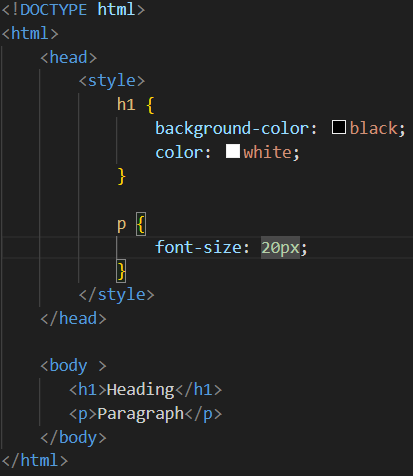 <!DOCTYPE html>
<html>
    <head>
        <style>
            h1 {
                background-color: black;
                color: white;
            }

            p {
                font-size: 20px;
            }
        </style>
    </head>

    <body >
       <h1>Heading</h1>
       <p>Paragraph</p>
    </body>
</html>